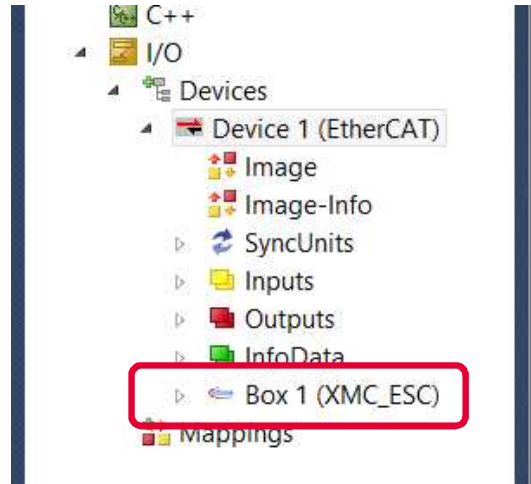 C++
I/O
Devices
Device 1 (EtherCAT)
Image
Image-Info
SyncUnits
Inputs
Outputs
InfoData
Box 1 (XMC_ESC)
Mappings